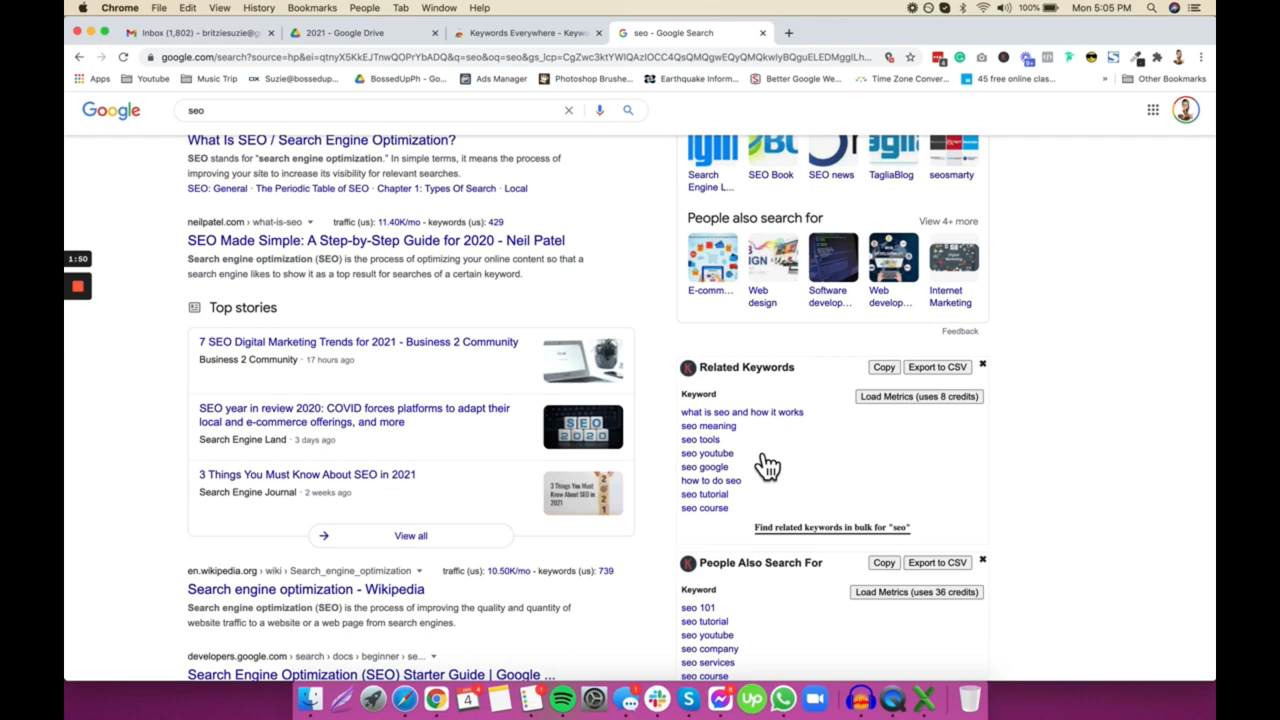 Chrome File Edit View History Bookmarks People Tab Window Help 100% Mon 5:05 PM
Inbox (1,802) - britziesuzie@g 2021 - Google Drive Keywords Everywhere - Keywo seo - Google Search
google.com/search?source=hp&ei=qtnyX5KkEJTnwQOPrYbADQ&q=seo&oq=seo&gs_lcp=
Apps Youtube Music Trip Suzie@bossedup... BossedUpPh - Go... Ads Manager Photoshop Brushe... Earthquake Inform... Better Google We... Time Zone Conver... 45 free online clas... » Other Bookmarks
Google seo
What Is SEO / Search Engine Optimization?
SEO stands for "search engine optimization." In simple terms, it means the process of
improving your site to increase its visibility for relevant searches.
SEO: General · The Periodic Table of SEO · Chapter 1: Types Of Search · Local
neilpatel.com › what-is-seo traffic (us): 11.40K/mo - keywords (us): 429
SEO Made Simple: A Step-by-Step Guide for 2020 - Neil Patel
Search engine optimization (SEO) is the process of optimizing your online content so that a
search engine likes to show it as a top result for searches of a certain keyword.
1:50
Top stories
7 SEO Digital Marketing Trends for 2021 - Business 2 Community
Business 2 Community · 17 hours ago
SEO year in review 2020: COVID forces platforms to adapt their
local and e-commerce offerings, and more
Search Engine Land · 3 days ago
SEO
2020
3 Things You Must Know About SEO in 2021
Search Engine Journal · 2 weeks ago
3 Things You Must
Know About SEO in
2021
View all
en.wikipedia.org › wiki › Search_engine_optimization traffic (us): 10.50K/mo - keywords (us): 739
Search engine optimization - Wikipedia
Search engine optimization (SEO) is the process of improving the quality and quantity of
website traffic to a website or a web page from search engines.
developers.google.com › search › docs › beginner › se...
Search Engine Optimization (SEO) Starter Guide | Google ...
Search
Engine L...
SEO Book
SEO news
TagliaBlog
seosmarty
People also search for View 4+ more
E-comm...
Web
design
Software
develop...
Web
develop...
Internet
Marketing
Feedback
Related Keywords Copy Export to CSV
Keyword
Load Metrics (uses 8 credits)
what is seo and how it works
seo meaning
seo tools
seo youtube
seo google
how to do seo
seo tutorial
seo course
Find related keywords in bulk for "seo"
People Also Search For Copy Export to CSV
Keyword
Load Metrics (uses 36 credits)
seo 101
seo tutorial
seo youtube
seo company
seo services
seo course